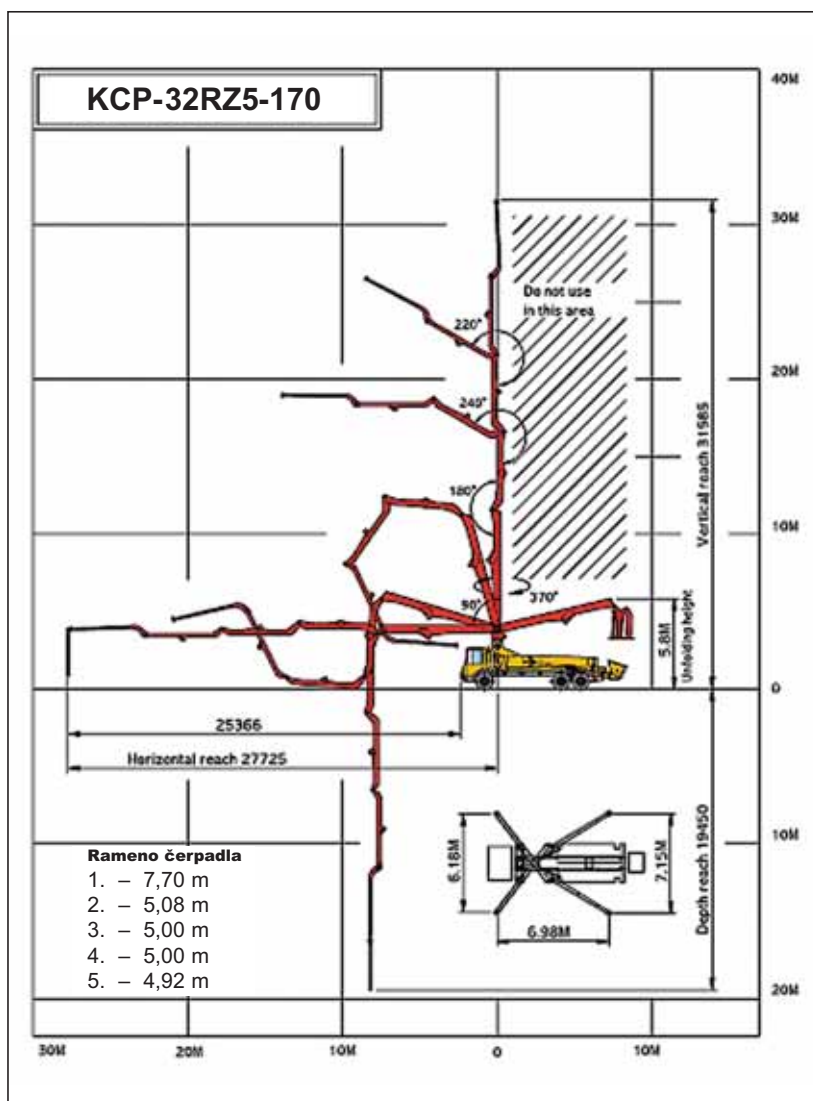 KCP-32RZ5-170
40M
30M
Do not use
in this area
220°
20M
240°
Vertical reach 31985
180°
10M
90°
370°
5.8M
Unfolding height
0
25366
Horizontal reach 27725
6.18M
7.15M
6.98M
Depth reach 19450
10M
20M
Rameno čerpadla
1. – 7,70 m
2. – 5,08 m
3. – 5,00 m
4. – 5,00 m
5. – 4,92 m
30M
20M
10M
0
10M